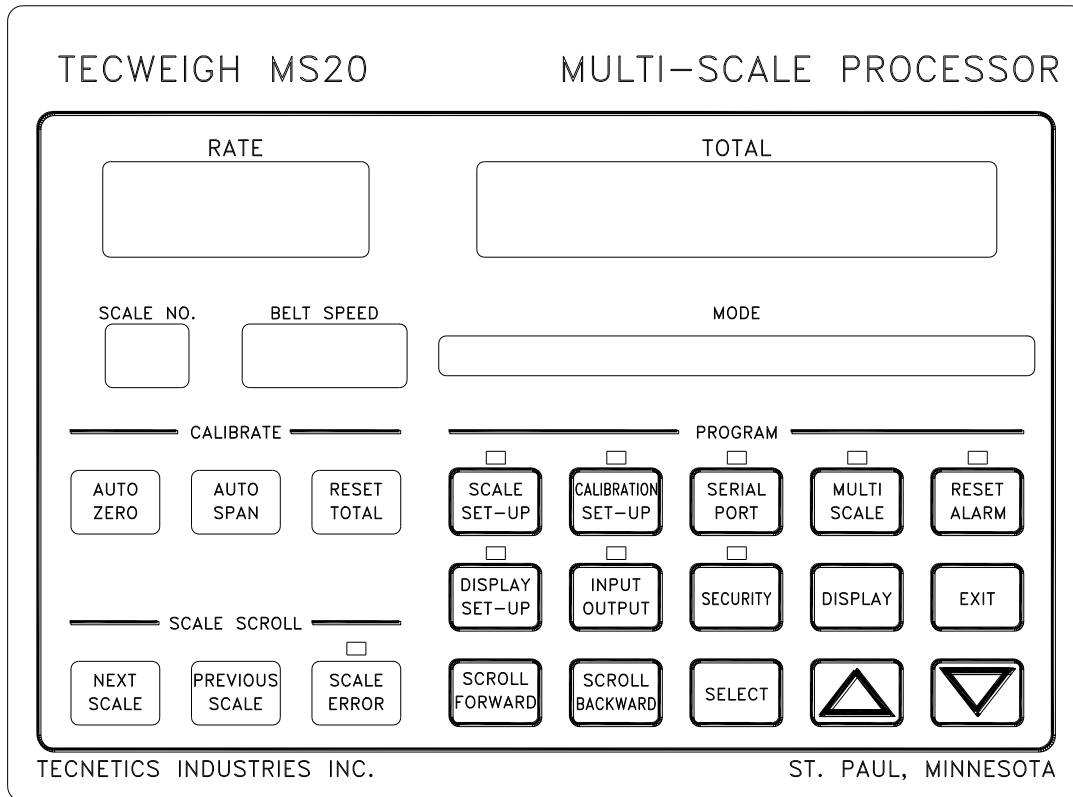 TECWEIGH MS20
MULTI-SCALE PROCESSOR
RATE
TOTAL
SCALE NO.
BELT SPEED
MODE
CALIBRATE
AUTO
ZERO
AUTO
SPAN
RESET
TOTAL
PROGRAM
SCALE
SET-UP
CALIBRATION
SET-UP
SERIAL
PORT
MULTI
SCALE
RESET
ALARM
DISPLAY
SET-UP
INPUT
OUTPUT
SECURITY
DISPLAY
EXIT
SCALE SCROLL
NEXT
SCALE
PREVIOUS
SCALE
SCALE
ERROR
SCROLL
FORWARD
SCROLL
BACKWARD
SELECT
TECNETICS INDUSTRIES INC.
ST. PAUL, MINNESOTA